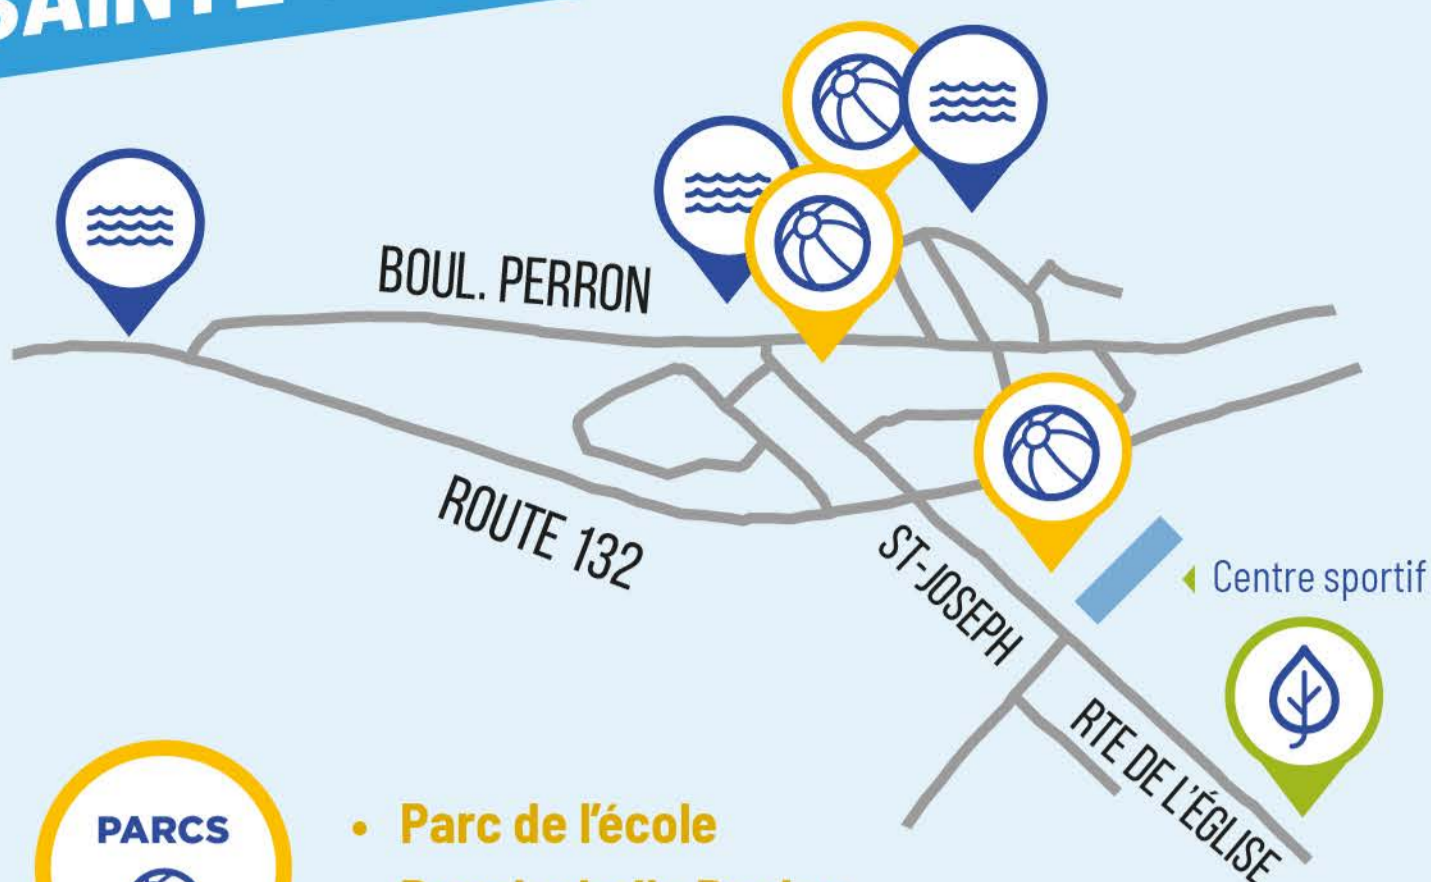 BOUL. PERRON
ROUTE 132
ST-JOSEPH
Centre sportif
RTE DE L'ÉGLISE
PARCS
• Parc de l'école